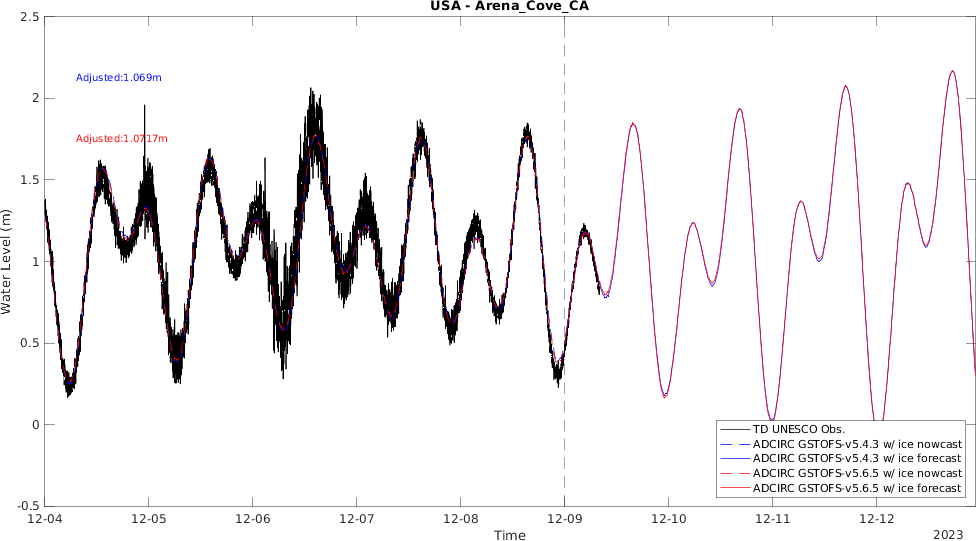 USA - Arena_Cove_CA
2.5
Adjusted:1.069m
2
Adjusted:1.0717m
1.5
Water Level (m)
1
0.5
0
TD UNESCO Obs.
ADCIRC GSTOFS-v5.4.3 w/ ice nowcast
ADCIRC GSTOFS-v5.4.3 w/ ice forecast
ADCIRC GSTOFS-v5.6.5 w/ ice nowcast
ADCIRC GSTOFS-v5.6.5 w/ ice forecast
-0.5
12-04 12-05 12-06 12-07 12-08 12-09 12-10 12-11 12-12
Time
2023